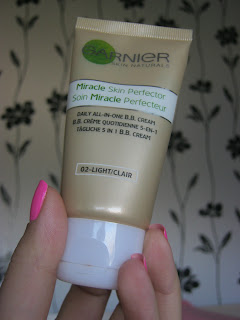 GARNIER
SKIN NATURALS
Miracle Skin Perfector
Soin Miracle Perfecteur
DAILY ALL-IN-ONE B.B. CREAM
B.B. CRÈME QUOTIDIENNE 5-EN-1
TÄGLICHE 5 IN 1 B.B. CREAM
02-LIGHT/CLAIR